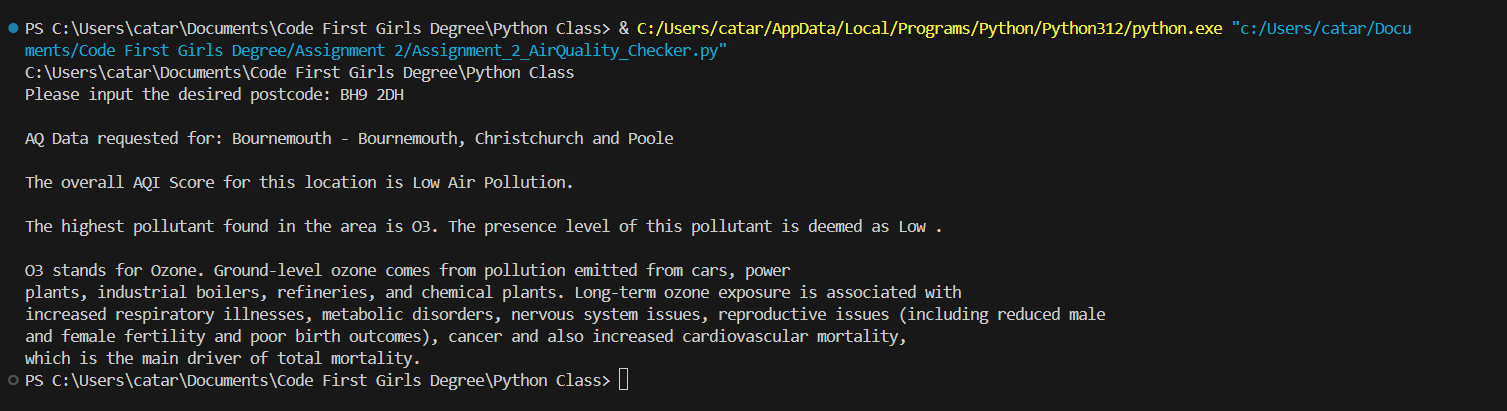 PS C:\Users\catar\Documents\Code First Girls Degree\Python Class> & C:/Users/catar/AppData/Local/Programs/Python/Python312/python.exe "c:/Users/catar/Docu
ments/Code First Girls Degree/Assignment 2/Assignment_2_AirQuality_Checker.py"
C:\Users\catar\Documents\Code First Girls Degree\Python Class
Please input the desired postcode: BH9 2DH
AQ Data requested for: Bournemouth - Bournemouth, Christchurch and Poole
The overall AQI Score for this location is Low Air Pollution.
The highest pollutant found in the area is O3. The presence level of this pollutant is deemed as Low .
O3 stands for Ozone. Ground-level ozone comes from pollution emitted from cars, power
plants, industrial boilers, refineries, and chemical plants. Long-term ozone exposure is associated with
increased respiratory illnesses, metabolic disorders, nervous system issues, reproductive issues (including reduced male
and female fertility and poor birth outcomes), cancer and also increased cardiovascular mortality,
which is the main driver of total mortality.
PS C:\Users\catar\Documents\Code First Girls Degree\Python Class>